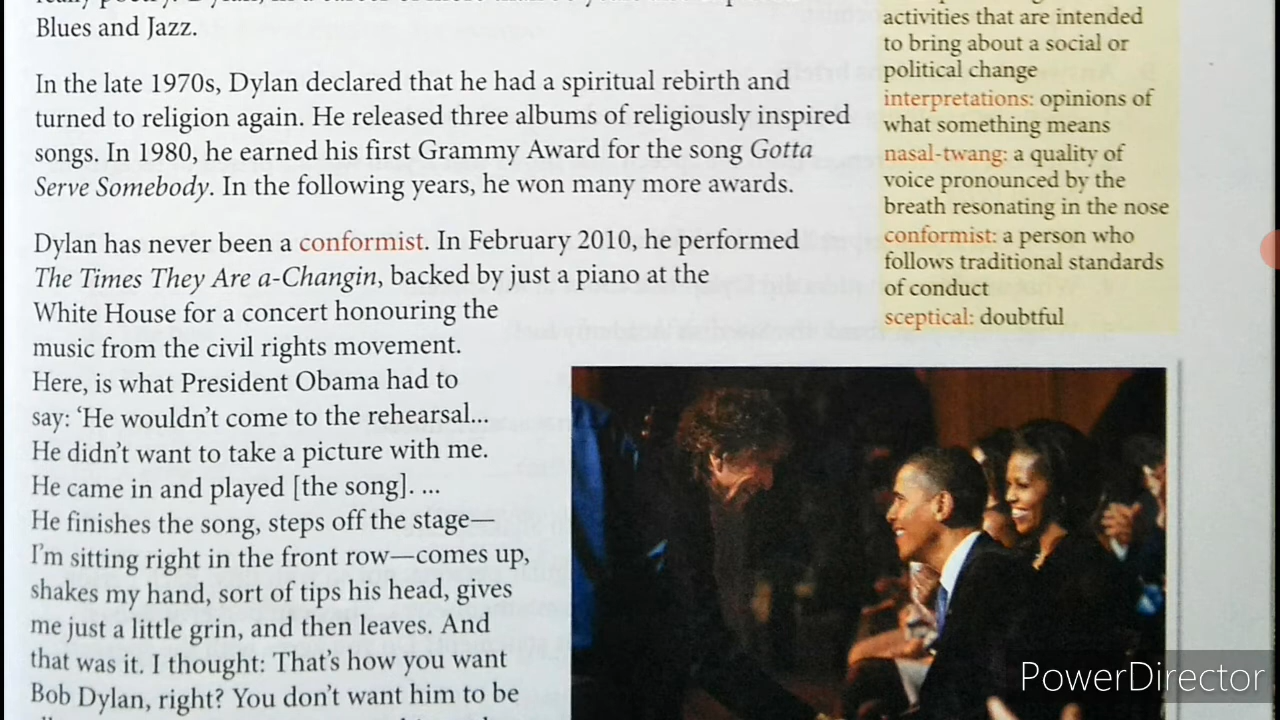 Blues and Jazz.
In the late 1970s, Dylan declared that he had a spiritual rebirth and
turned to religion again. He released three albums of religiously inspired
songs. In 1980, he earned his first Grammy Award for the song Gotta
Serve Somebody. In the following years, he won many more awards.
Dylan has never been a conformist. In February 2010, he performed
The Times They Are a-Changin, backed by just a piano at the
White House for a concert honouring the
music from the civil rights movement.
Here, is what President Obama had to
say: ‘He wouldn’t come to the rehearsal...
He didn’t want to take a picture with me.
He came in and played [the song]. ...
He finishes the song, steps off the stage—
I’m sitting right in the front row—comes up,
shakes my hand, sort of tips his head, gives
me just a little grin, and then leaves. And
that was it. I thought: That’s how you want
Bob Dylan, right? You don’t want him to be
activities that are intended
to bring about a social or
political change
interpretations: opinions of
what something means
nasal-twang: a quality of
voice pronounced by the
breath resonating in the nose
conformist: a person who
follows traditional standards
of conduct
sceptical: doubtful
PowerDirector